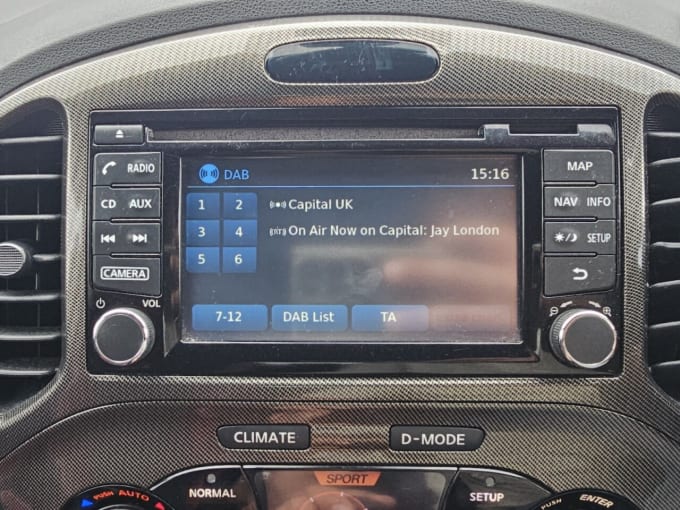 DAB 15:16
1 2 Capital UK
3 4 On Air Now on Capital: Jay London
5 6
7-12 DAB List TA
RADIO
CD AUX
CAMERA
VOL
MAP
NAV INFO
SETUP
CLIMATE D-MODE
SPORT
NORMAL SETUP
PUSH AUTO PUSH ENTER